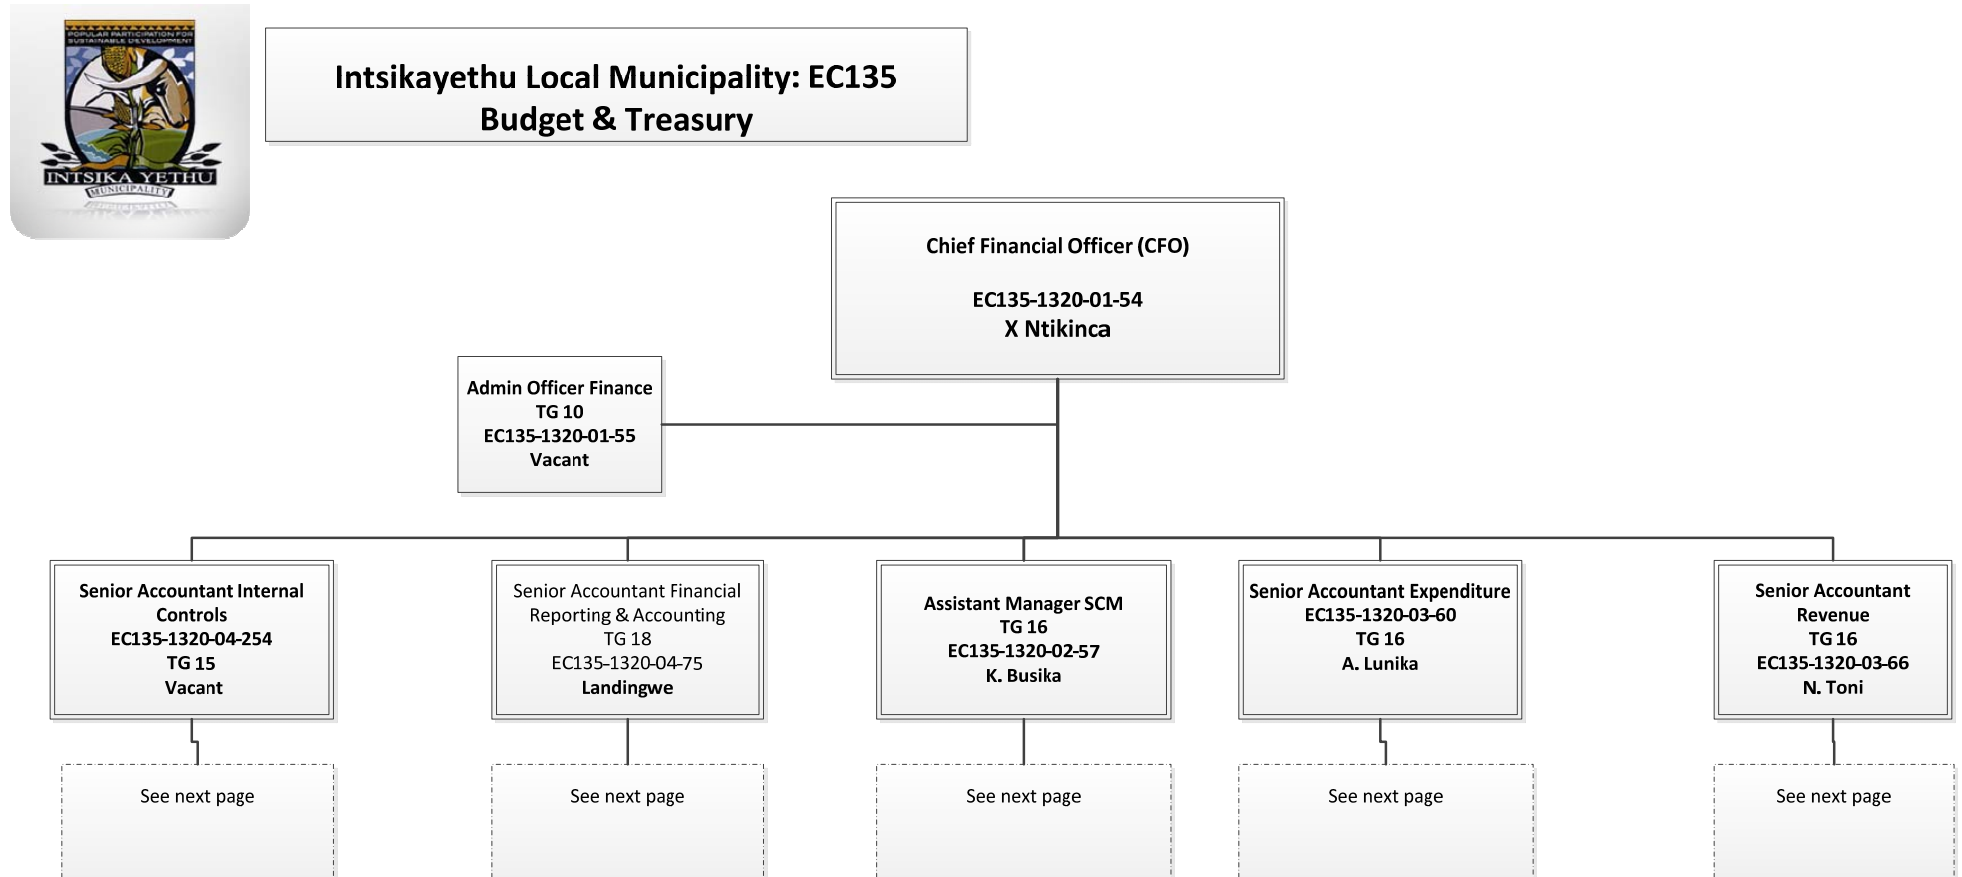 POPULAR PARTICIPATION FOR
SUSTAINABLE DEVELOPMENT
INTSIKA YETHU
MUNICIPALITY
Intsikayethu Local Municipality: EC135
Budget & Treasury
Chief Financial Officer (CFO)
EC135-1320-01-54
X Ntikinca
Admin Officer Finance
TG 10
EC135-1320-01-55
Vacant
Senior Accountant Internal
Controls
EC135-1320-04-254
TG 15
Vacant
Senior Accountant Financial
Reporting & Accounting
TG 18
EC135-1320-04-75
Landingwe
Assistant Manager SCM
TG 16
EC135-1320-02-57
K. Busika
Senior Accountant Expenditure
EC135-1320-03-60
TG 16
A. Lunika
Senior Accountant
Revenue
TG 16
EC135-1320-03-66
N. Toni
See next page
See next page
See next page
See next page
See next page